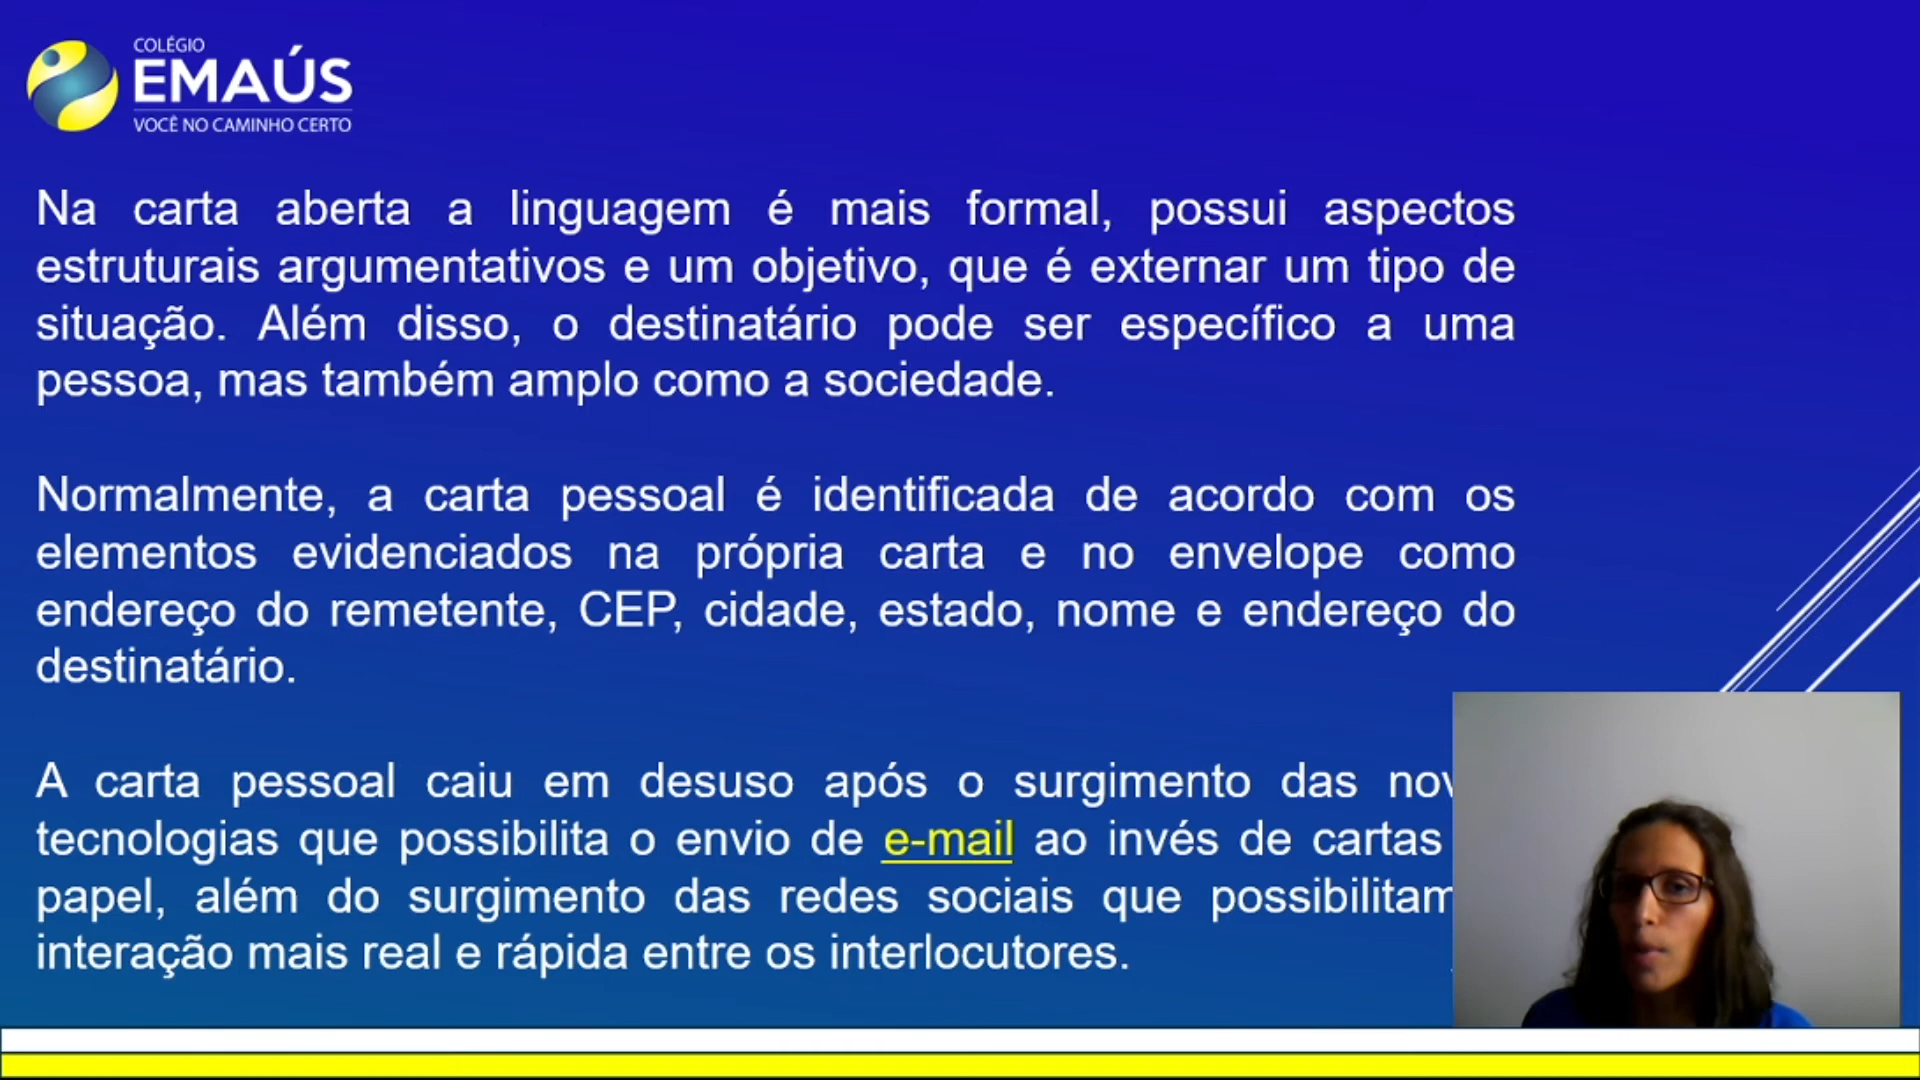 COLÉGIO
EMAÚS
VOCÊ NO CAMINHO CERTO
Na carta aberta a linguagem é mais formal, possui aspectos
estruturais argumentativos e um objetivo, que é externar um tipo de
situação. Além disso, o destinatário pode ser específico a uma
pessoa, mas também amplo como a sociedade.
Normalmente, a carta pessoal é identificada de acordo com os
elementos evidenciados na própria carta e no envelope como
endereço do remetente, CEP, cidade, estado, nome e endereço do
destinatário.
A carta pessoal caiu em desuso após o surgimento das
tecnologias que possibilita o envio de e-mail ao invés de cartas
papel, além do surgimento das redes sociais que possibilitam
interação mais real e rápida entre os interlocutores.